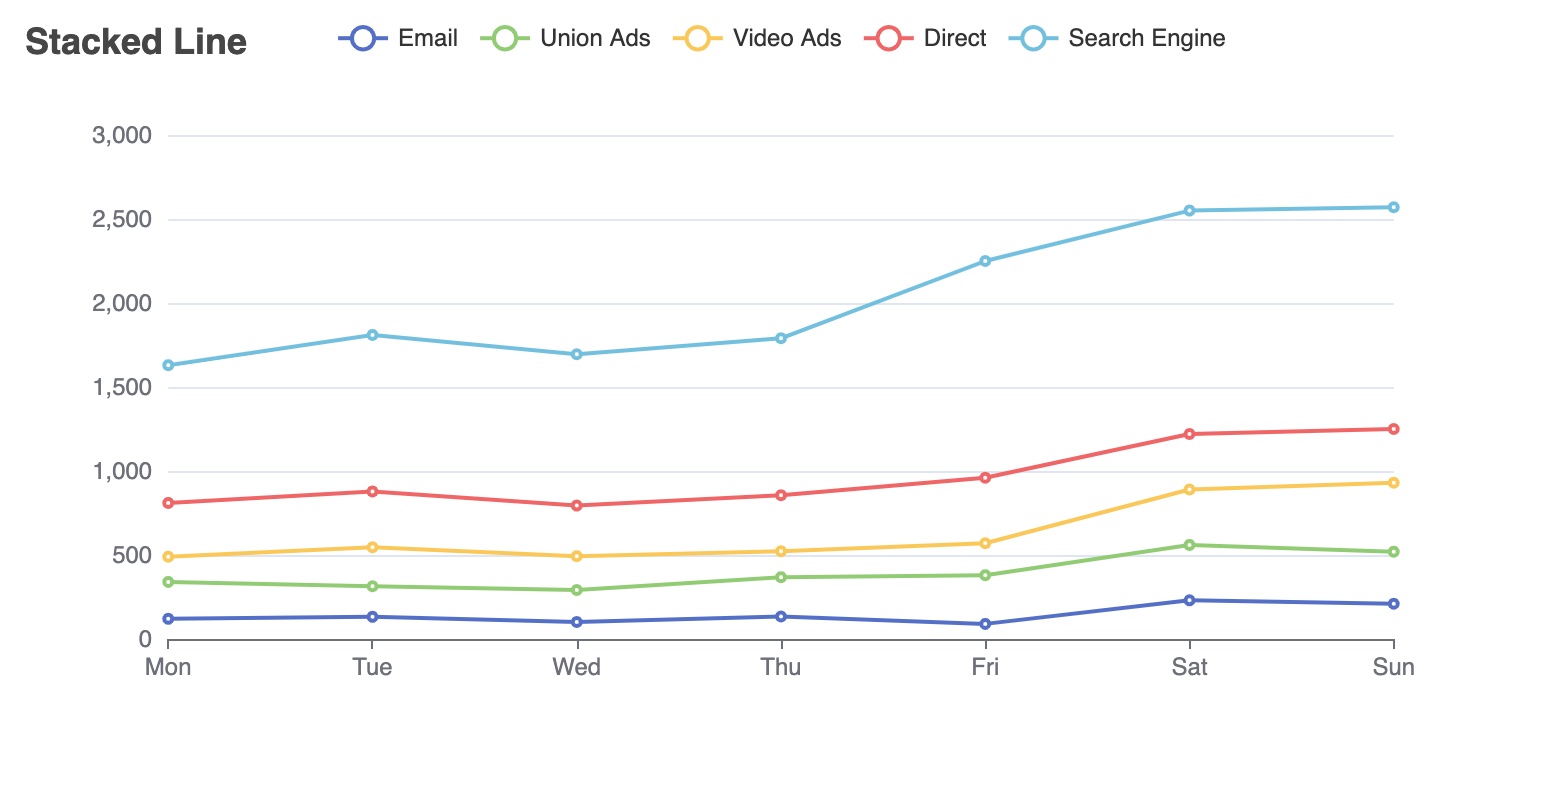 Stacked Line
Email Union Ads Video Ads Direct Search Engine
3,000
2,500
2,000
1,500
1,000
500
0
Mon Tue Wed Thu Fri Sat Sun